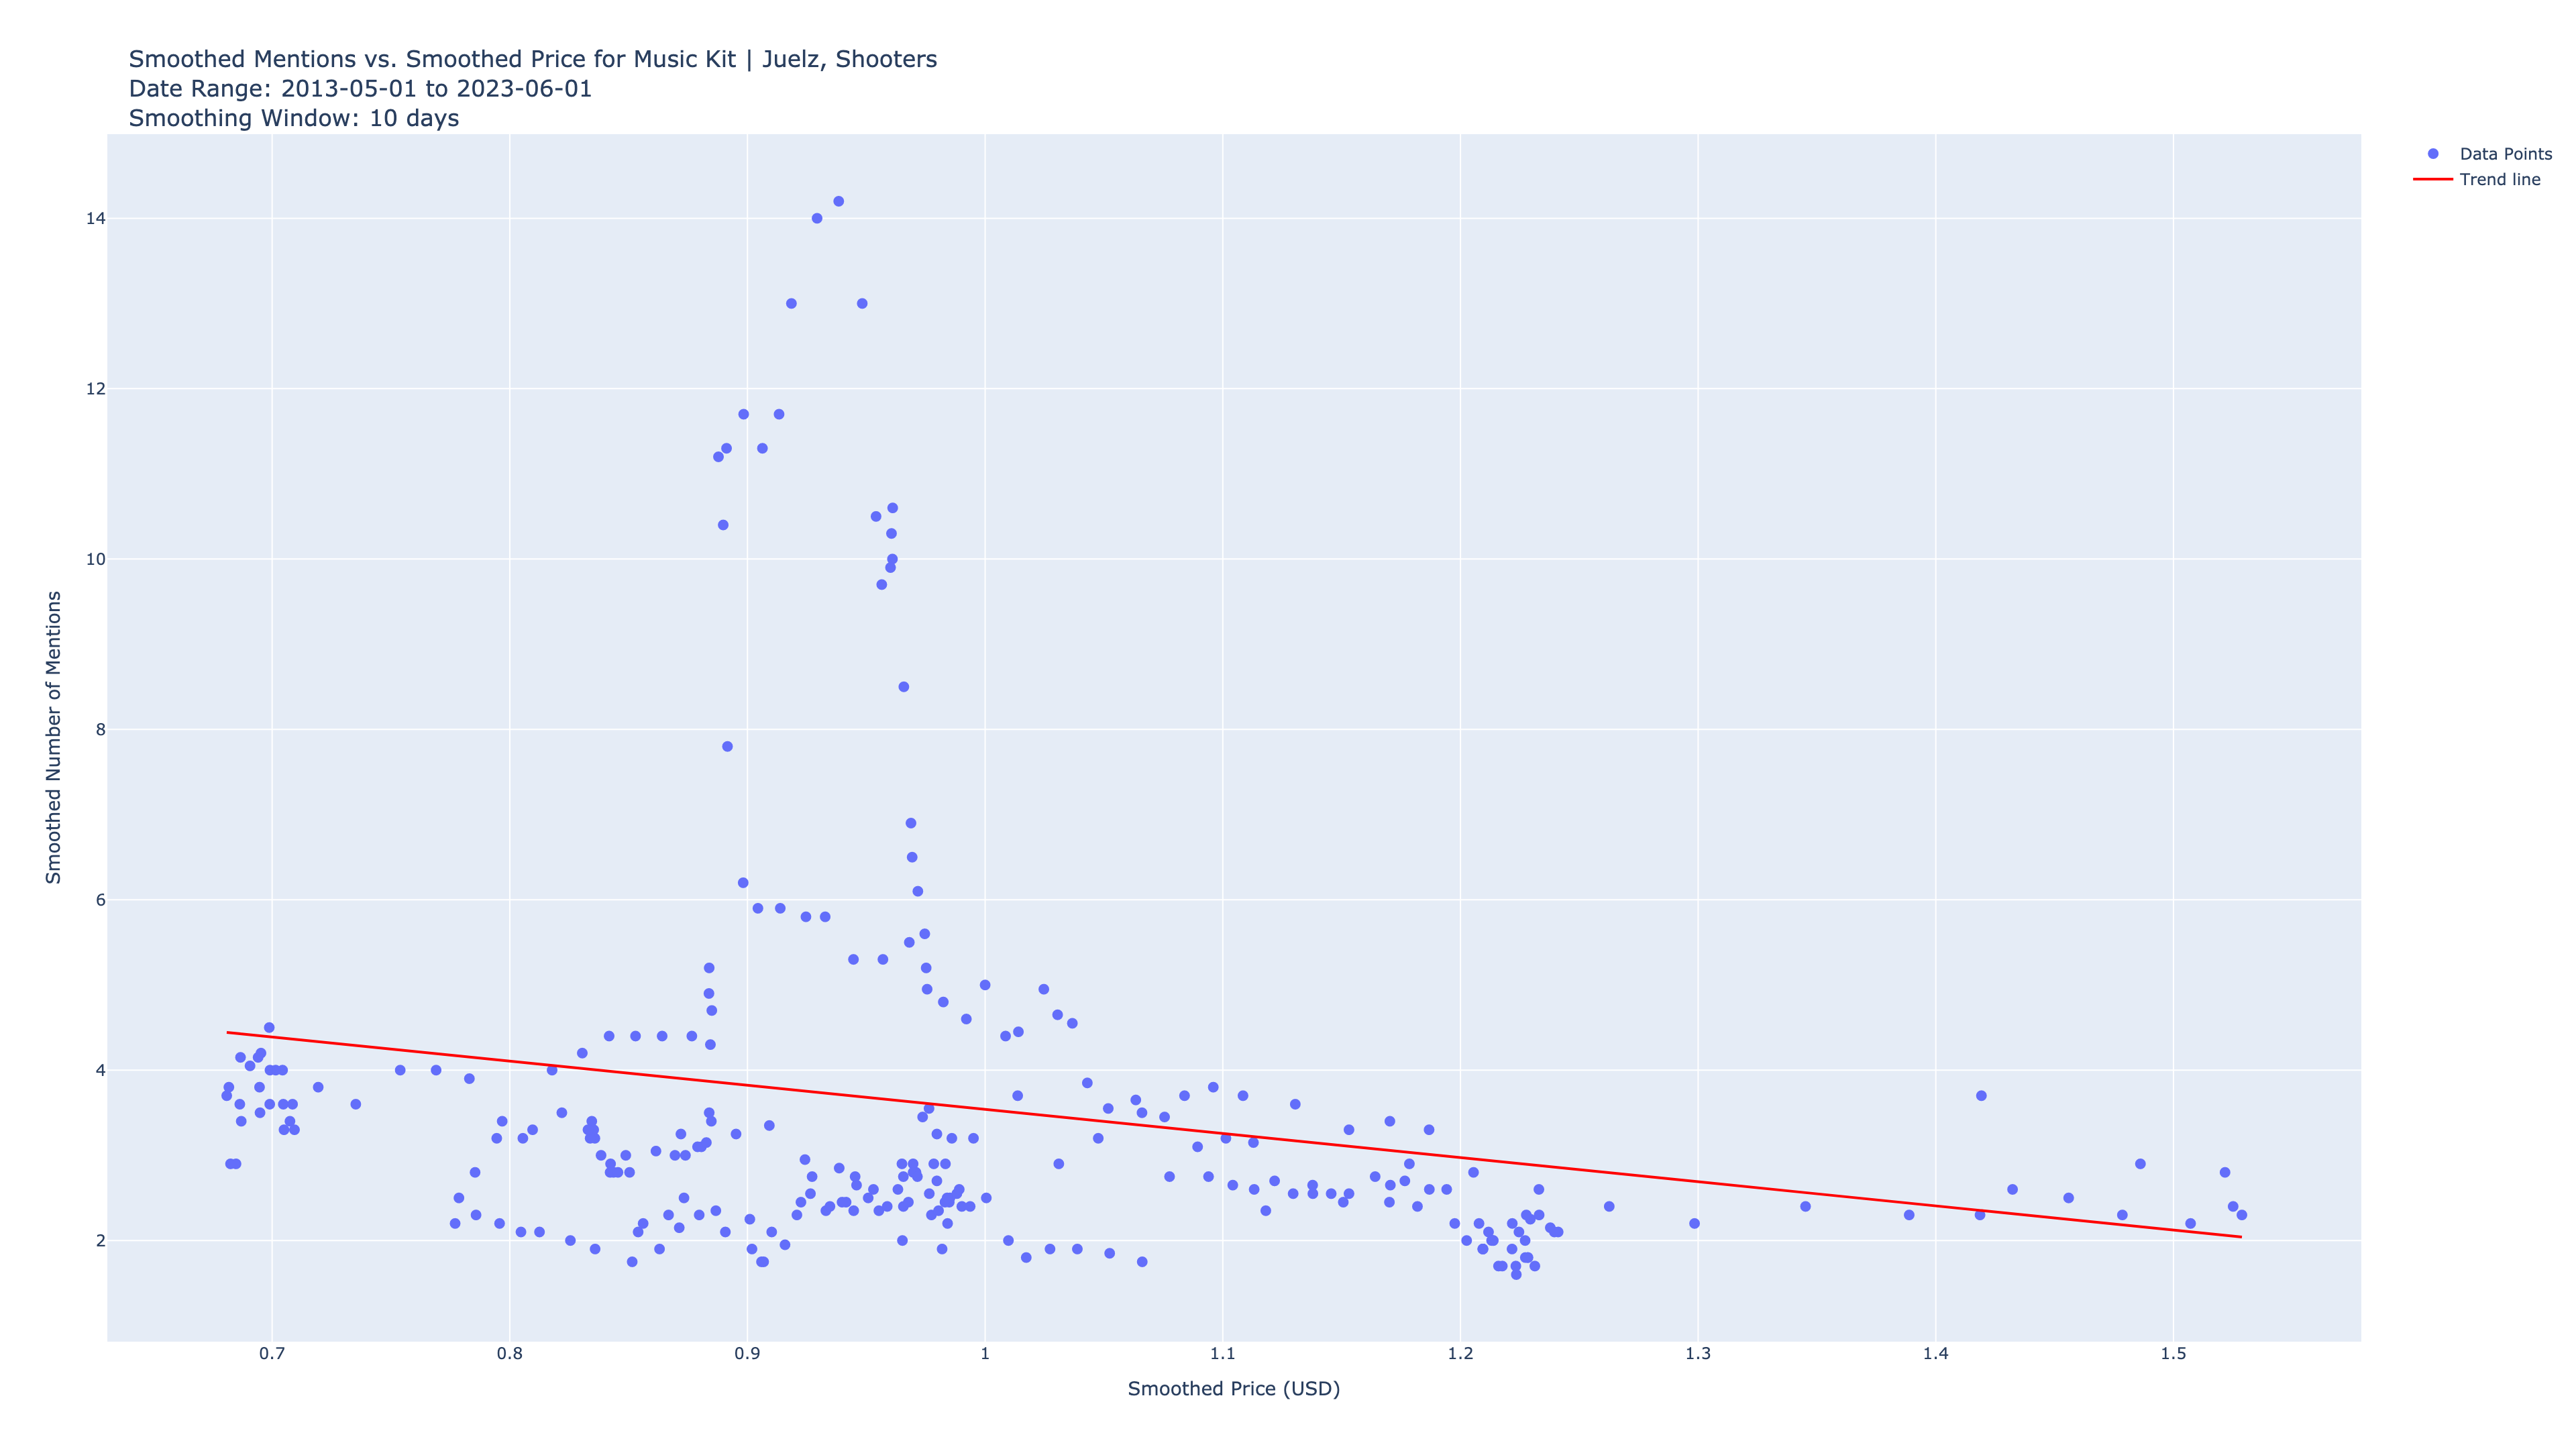 Smoothed Mentions vs. Smoothed Price for Music Kit | Juelz, Shooters
Date Range: 2013-05-01 to 2023-06-01
Smoothing Window: 10 days
Data Points
Trend line
14
12
10
8
6
4
2
Smoothed Number of Mentions
0.7 0.8 0.9 1 1.1 1.2 1.3 1.4 1.5
Smoothed Price (USD)